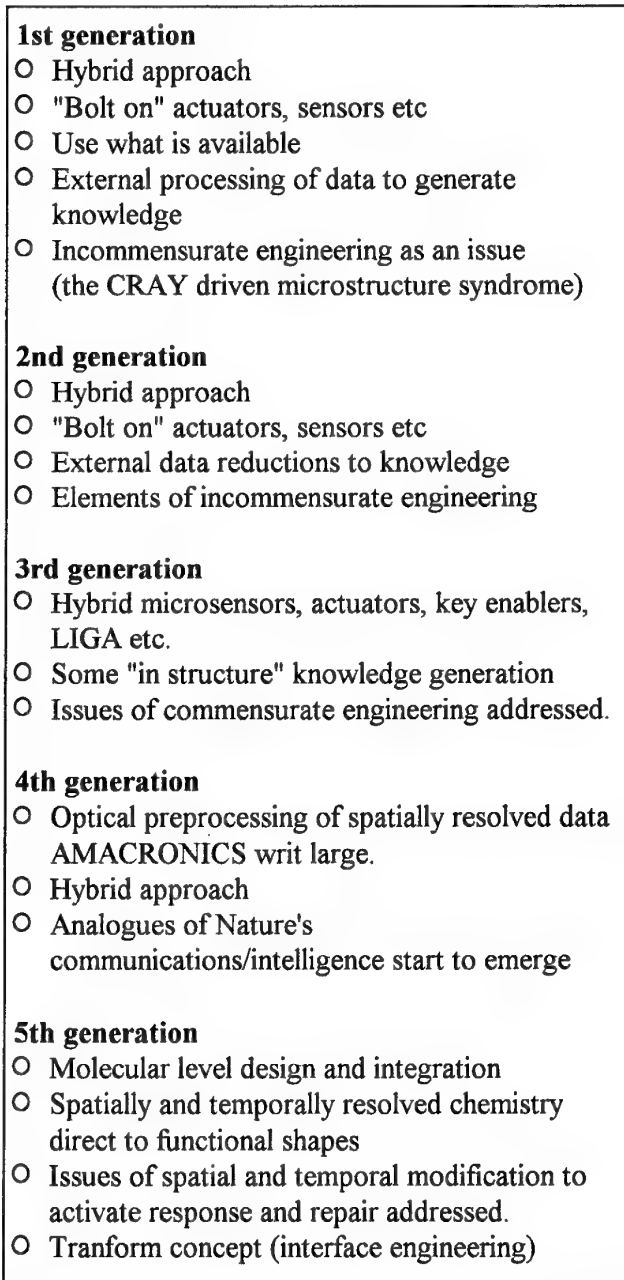 1st generation
O Hybrid approach
O "Bolt on" actuators, sensors etc
O Use what is available
O External processing of data to generate
knowledge
O Incommensurate engineering as an issue
(the CRAY driven microstructure syndrome)
2nd generation
O Hybrid approach
O "Bolt on" actuators, sensors etc
O External data reductions to knowledge
O Elements of incommensurate engineering
3rd generation
O Hybrid microsensors, actuators, key enablers,
LIGA etc.
O Some "in structure" knowledge generation
O Issues of commensurate engineering addressed.
4th generation
O Optical preprocessing of spatially resolved data
AMACRONICS writ large.
O Hybrid approach
O Analogues of Nature's
communications/intelligence start to emerge
5th generation
O Molecular level design and integration
O Spatially and temporally resolved chemistry
direct to functional shapes
O Issues of spatial and temporal modification to
activate response and repair addressed.
O Tranform concept (interface engineering)